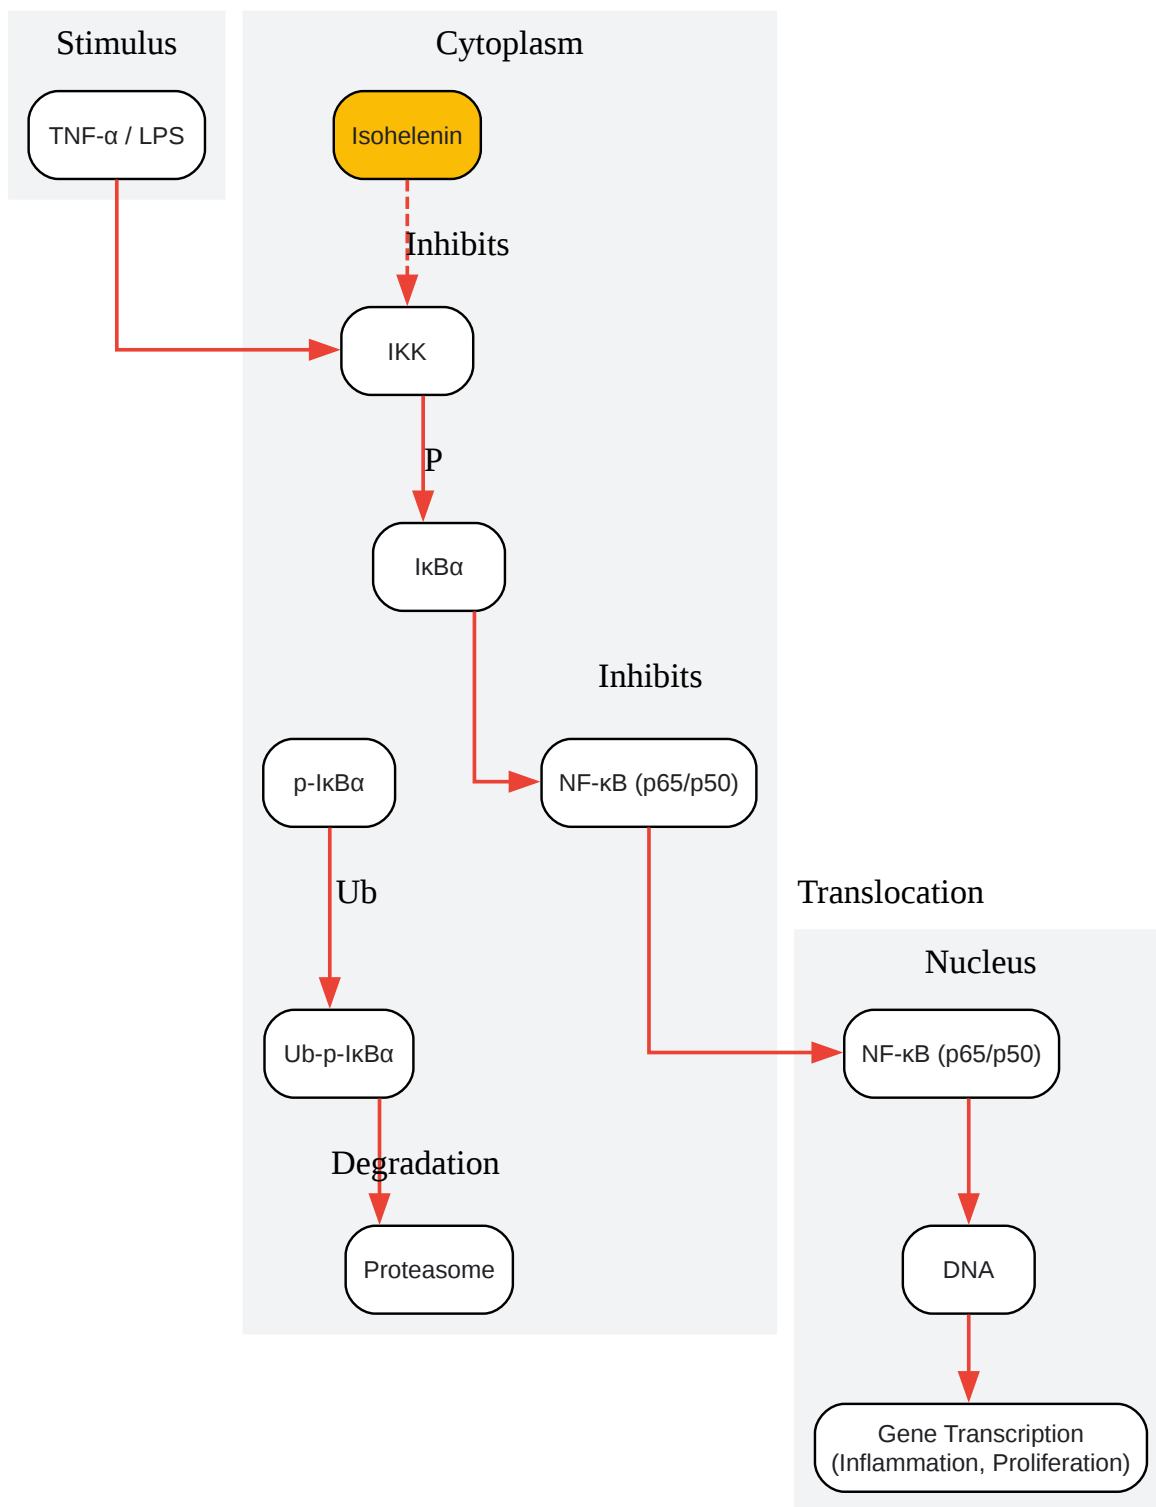 Stimulus
Cytoplasm
TNF-α / LPS
Isohelenin
Inhibits
IKK
P
IκBα
Inhibits
p-IκBα
NF-κB (p65/p50)
Ub
Translocation
Nucleus
Ub-p-IκBα
NF-κB (p65/p50)
Degradation
Proteasome
DNA
Gene Transcription
(Inflammation, Proliferation)